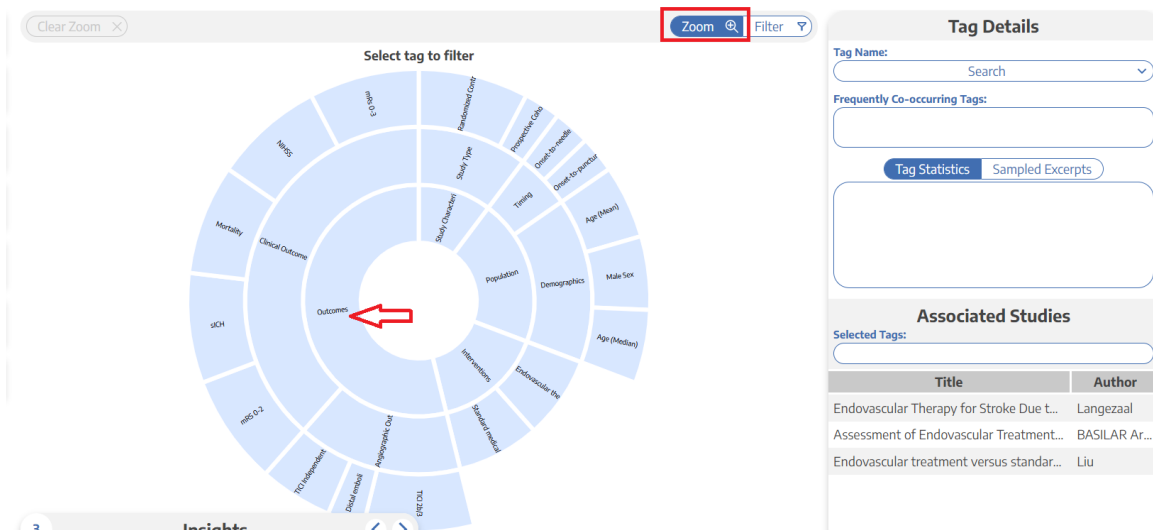 Clear Zoom
Zoom
Filter
Select tag to filter
mRs 0-3
Randomized Contr
Prospective Coho
Onset-to-needle
Onset-to-punctur
NIHSS
Study Type
Timing
Age (Mean)
Mortality
Clinical Outcome
Study Characteri
Population
Demographics
Male Sex
Outcomes
sICH
Interventions
Age (Median)
Endovascular the
mRS 0-2
Angiographic Out
Standard medical
TICI Independent
Distal emboli
TICI 2b/3
3
Insights
Tag Details
Tag Name:
Search
Frequently Co-occurring Tags:
Tag Statistics
Sampled Excerpts
Associated Studies
Selected Tags:
Title Author
Endovascular Therapy for Stroke Due t... Langezaal
Assessment of Endovascular Treatment... BASILAR Ar...
Endovascular treatment versus standar... Liu